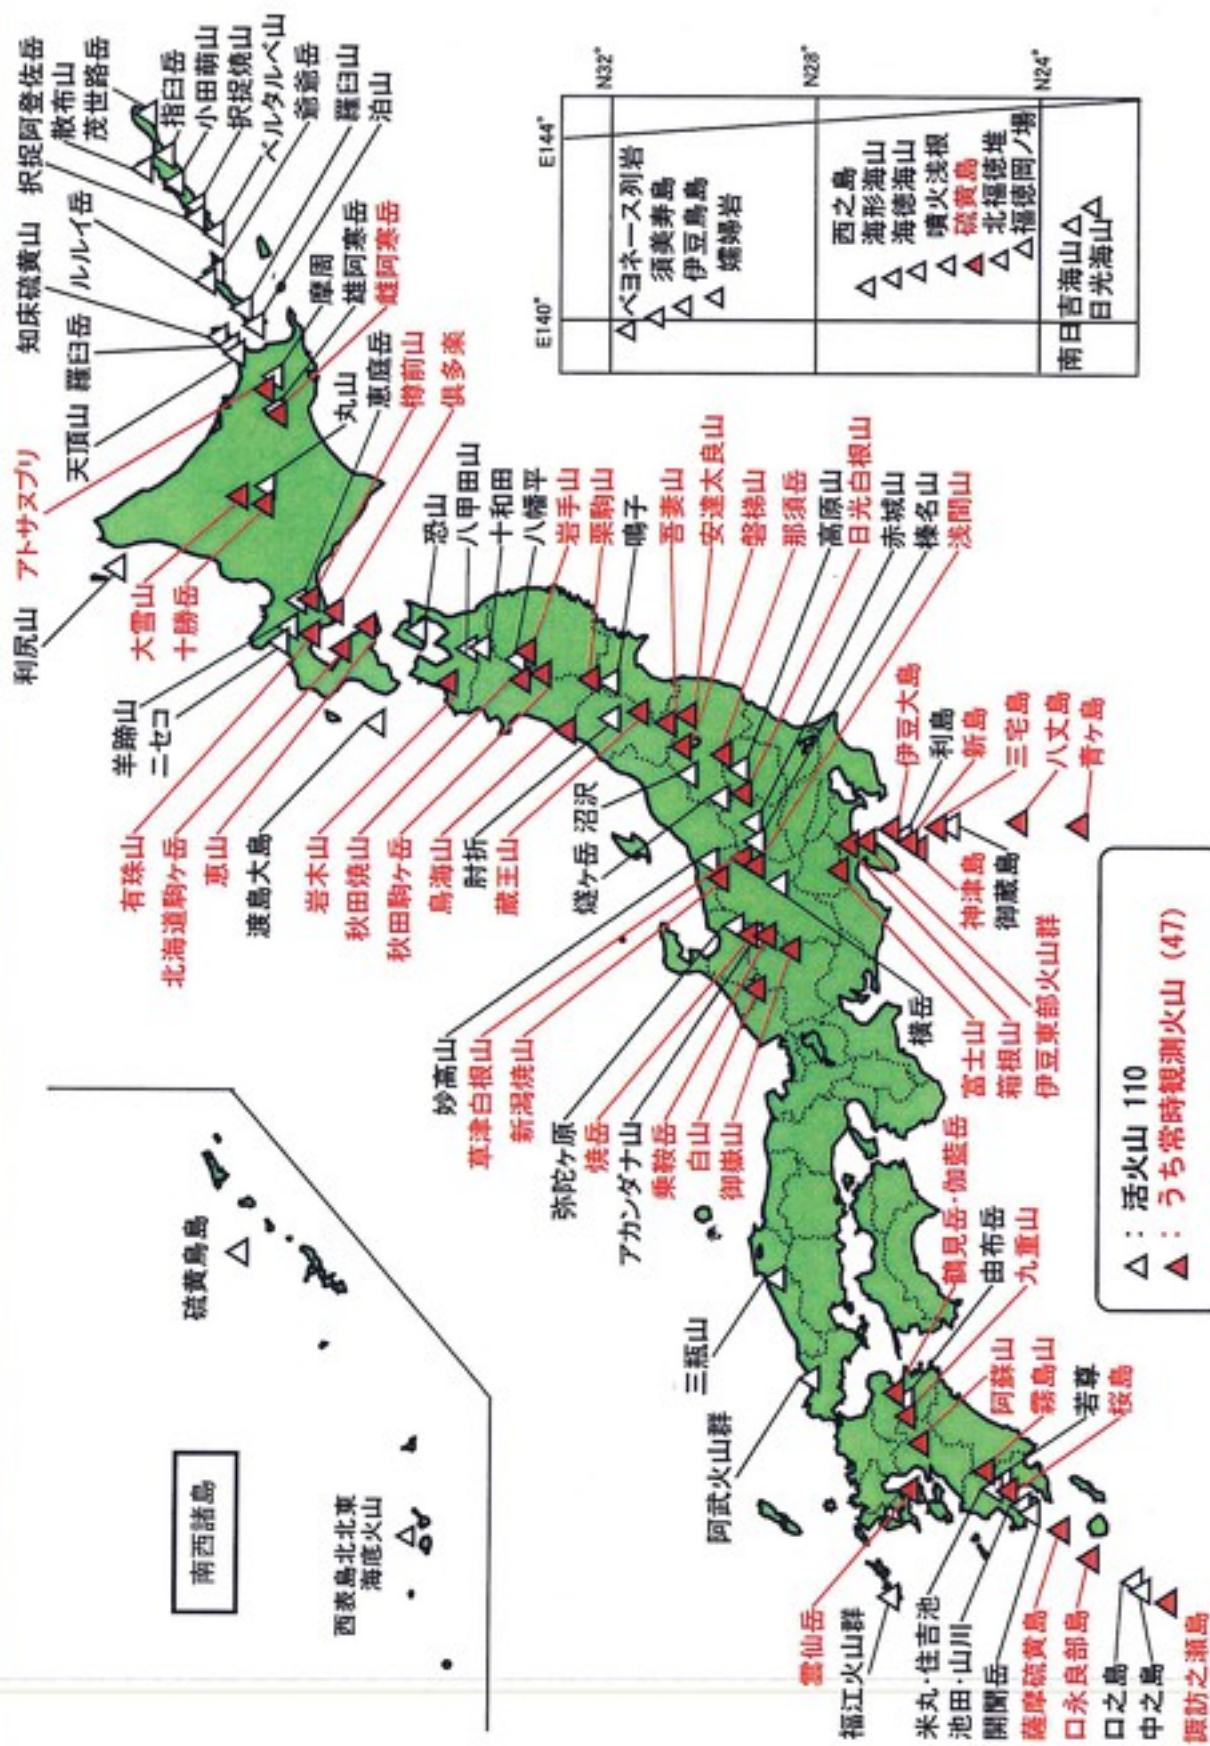 南西諸島
硫黄鳥島
西表島北北東
海底火山
利尻山
アトサヌプリ
知床硫黄山
択捉阿登佐岳
散布山
茂世路岳
指臼岳
小田萌山
択捉焼山
ベルタルベ山
爺爺岳
羅臼山
泊山
ルルイ岳
羅臼岳
天頂山
大雪山
十勝岳
摩周
雄阿寒岳
雌阿寒岳
丸山
恵庭岳
樽前山
倶多楽
羊蹄山
ニセコ
有珠山
北海道駒ケ岳
恵山
渡島大島
岩木山
秋田焼山
秋田駒ケ岳
鳥海山
肘折
蔵王山
恐山
八甲田山
十和田
八幡平
岩手山
栗駒山
鳴子
吾妻山
安達太良山
磐梯山
那須岳
高原山
日光白根山
赤城山
榛名山
浅間山
燧ケ岳
沼沢
妙高山
草津白根山
新潟焼山
弥陀ケ原
焼岳
アカンダナ山
乗鞍岳
白山
御嶽山
横岳
富士山
箱根山
伊豆東部火山群
伊豆大島
利島
新島
三宅島
八丈島
青ケ島
神津島
御蔵島
三瓶山
阿武火山群
鶴見岳・伽藍岳
由布岳
九重山
阿蘇山
霧島山
若尊
桜島
雲仙岳
福江火山群
米丸・住吉池
池田・山川
開聞岳
薩摩硫黄島
口永良部島
口之島
中之島
諏訪之瀬島
E140°
E144°
N32°
N28°
N24°
ベヨネース列岩
須美寿島
伊豆鳥島
孀婦岩
西之島
海形海山
海徳海山
噴火浅根
硫黄島
北福徳堆
福徳岡ノ場
南日吉海山
日光海山
△：活火山 110
▲：うち常時観測火山（47）